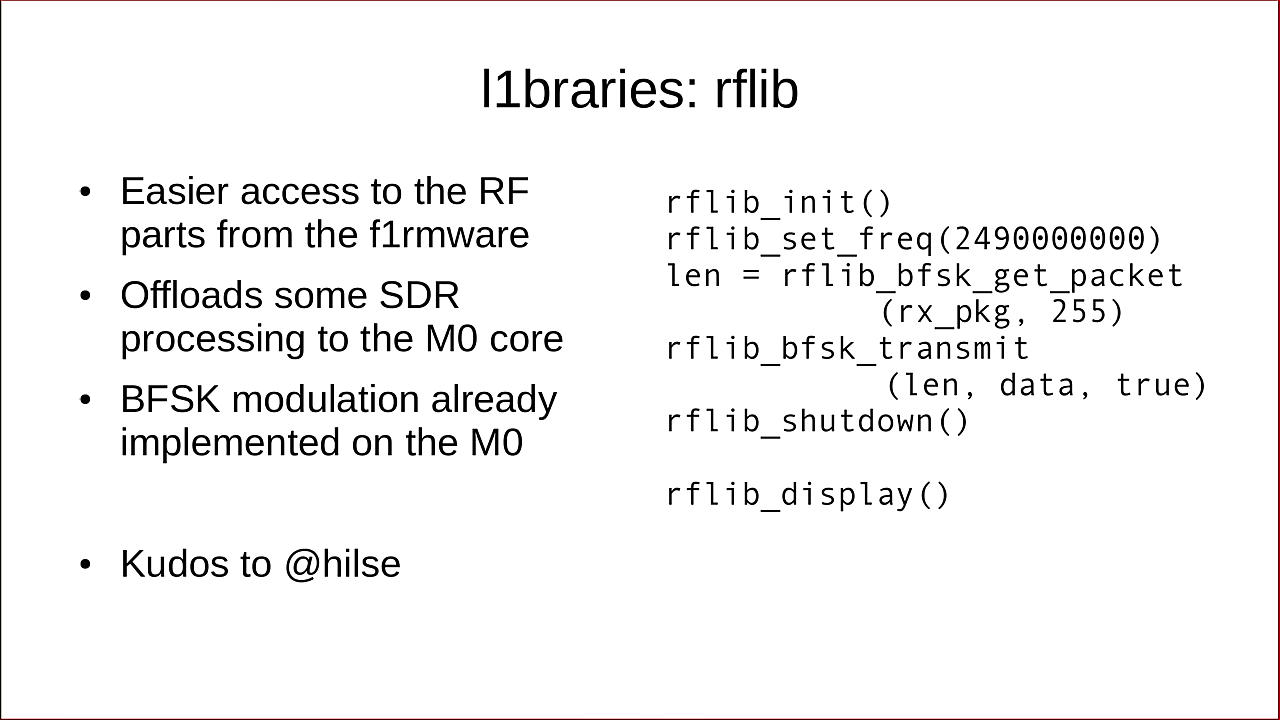 l1braries: rflib
• Easier access to the RF
parts from the f1rmware
• Offloads some SDR
processing to the M0 core
• BFSK modulation already
implemented on the M0
• Kudos to @hilse
rflib_init()
rflib_set_freq(2490000000)
len = rflib_bfsk_get_packet
(rx_pkg, 255)
rflib_bfsk_transmit
(len, data, true)
rflib_shutdown()
rflib_display()